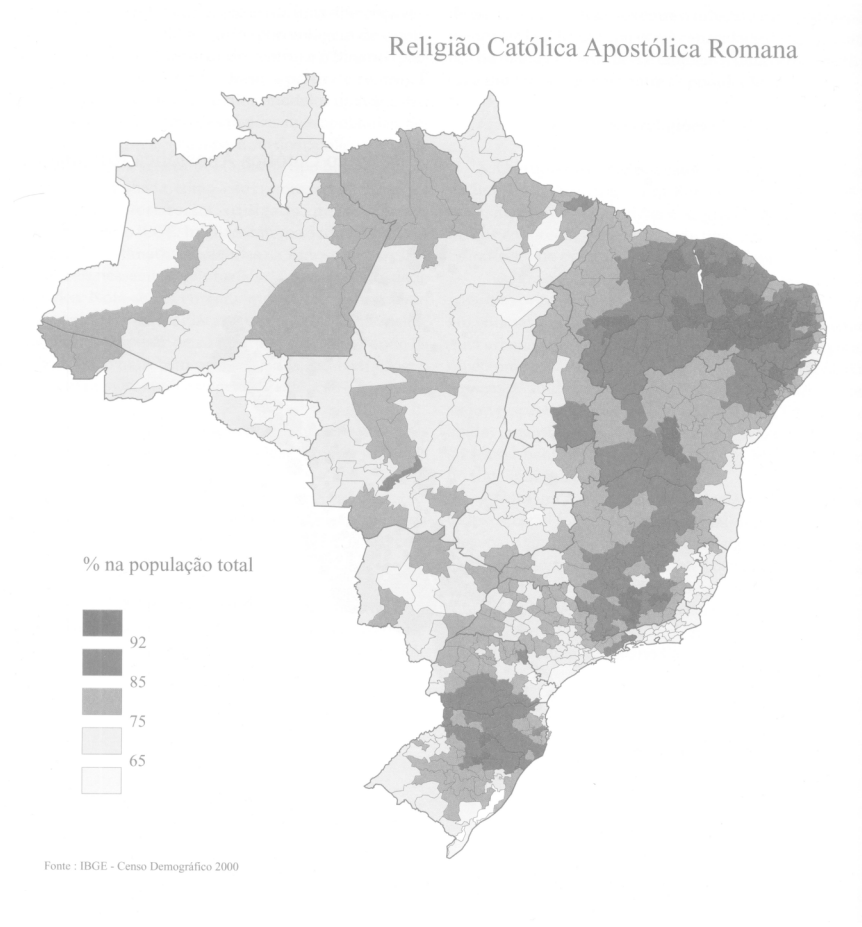 Religião Católica Apostólica Romana
% na população total
92
85
75
65
Fonte : IBGE - Censo Demográfico 2000